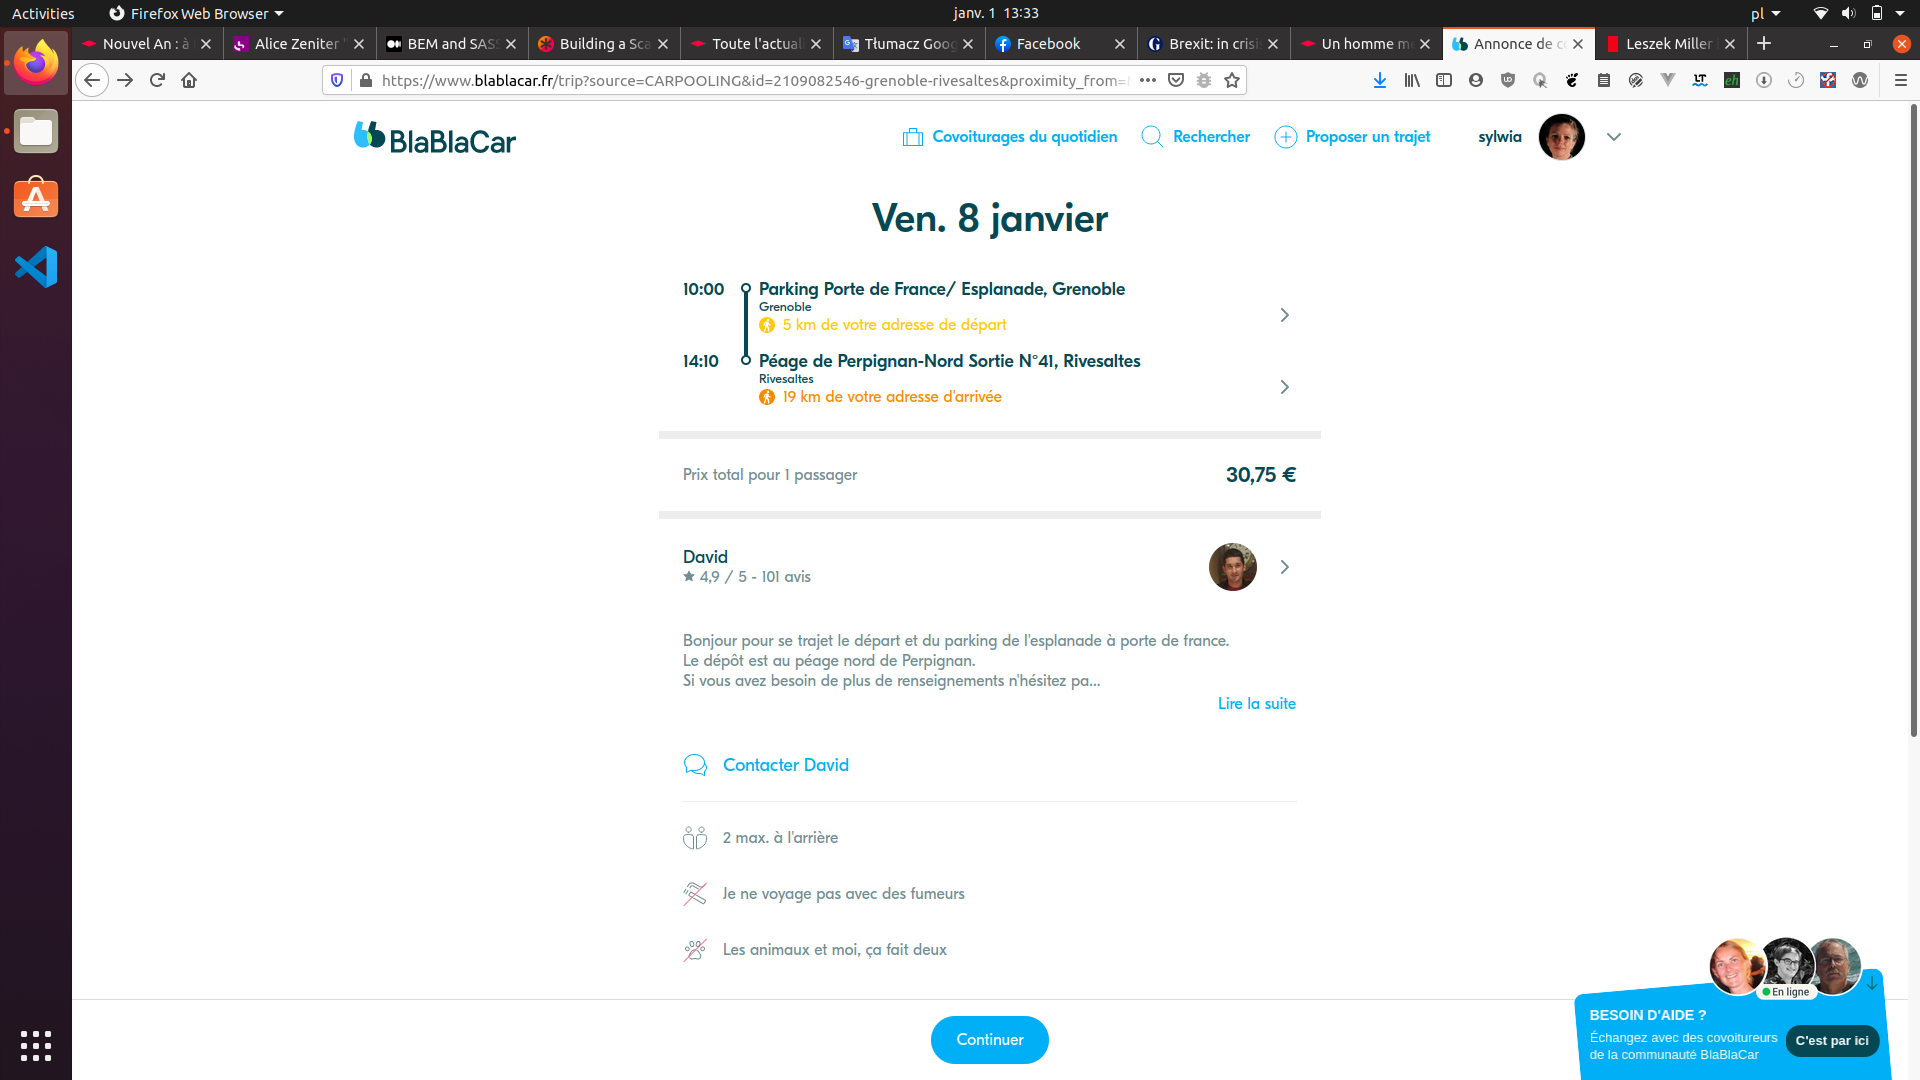 Activities
Firefox Web Browser
janv. 1 13:33
pl
Nouvel An : à
Alice Zeniter
BEM and SASS
Building a Sca
Toute l'actuali
Tłumacz Goog
Facebook
Brexit: in crisis
Un homme m
Annonce de co
Leszek Miller
https://www.blablacar.fr/trip?source=CARPOOLING&id=2109082546-grenoble-rivesaltes&proximity_from=
BlaBlaCar
Covoiturages du quotidien
Rechercher
Proposer un trajet
sylwia
Ven. 8 janvier
10:00 Parking Porte de France/ Esplanade, Grenoble
Grenoble
5 km de votre adresse de départ
14:10 Péage de Perpignan-Nord Sortie N°41, Rivesaltes
Rivesaltes
19 km de votre adresse d'arrivée
Prix total pour 1 passager 30,75 €
David
4,9 / 5 - 101 avis
Bonjour pour se trajet le départ et du parking de l'esplanade à porte de france.
Le dépôt est au péage nord de Perpignan.
Si vous avez besoin de plus de renseignements n'hésitez pa...
Lire la suite
Contacter David
2 max. à l'arrière
Je ne voyage pas avec des fumeurs
Les animaux et moi, ça fait deux
Continuer
En ligne
BESOIN D'AIDE ?
Échangez avec des covoitureurs
de la communauté BlaBlaCar
C'est par ici